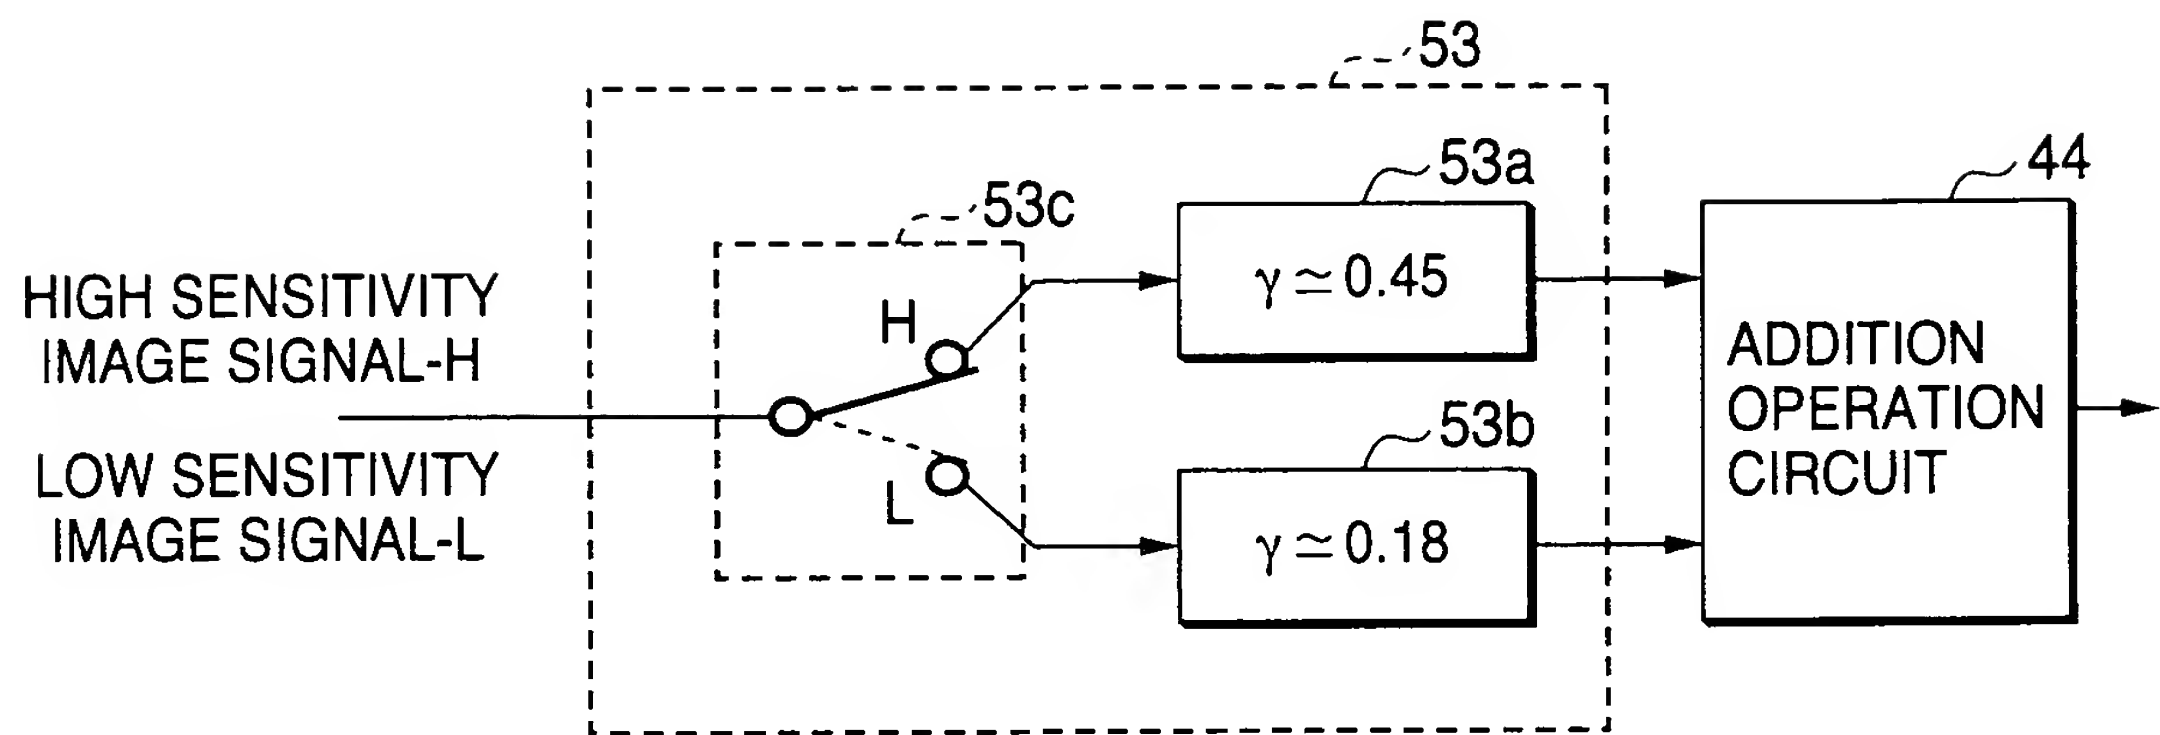 53
53a
44
53c
HIGH SENSITIVITY
IMAGE SIGNAL-H
H
γ≃0.45
ADDITION
OPERATION
CIRCUIT
53b
LOW SENSITIVITY
IMAGE SIGNAL-L
L
γ≃0.18